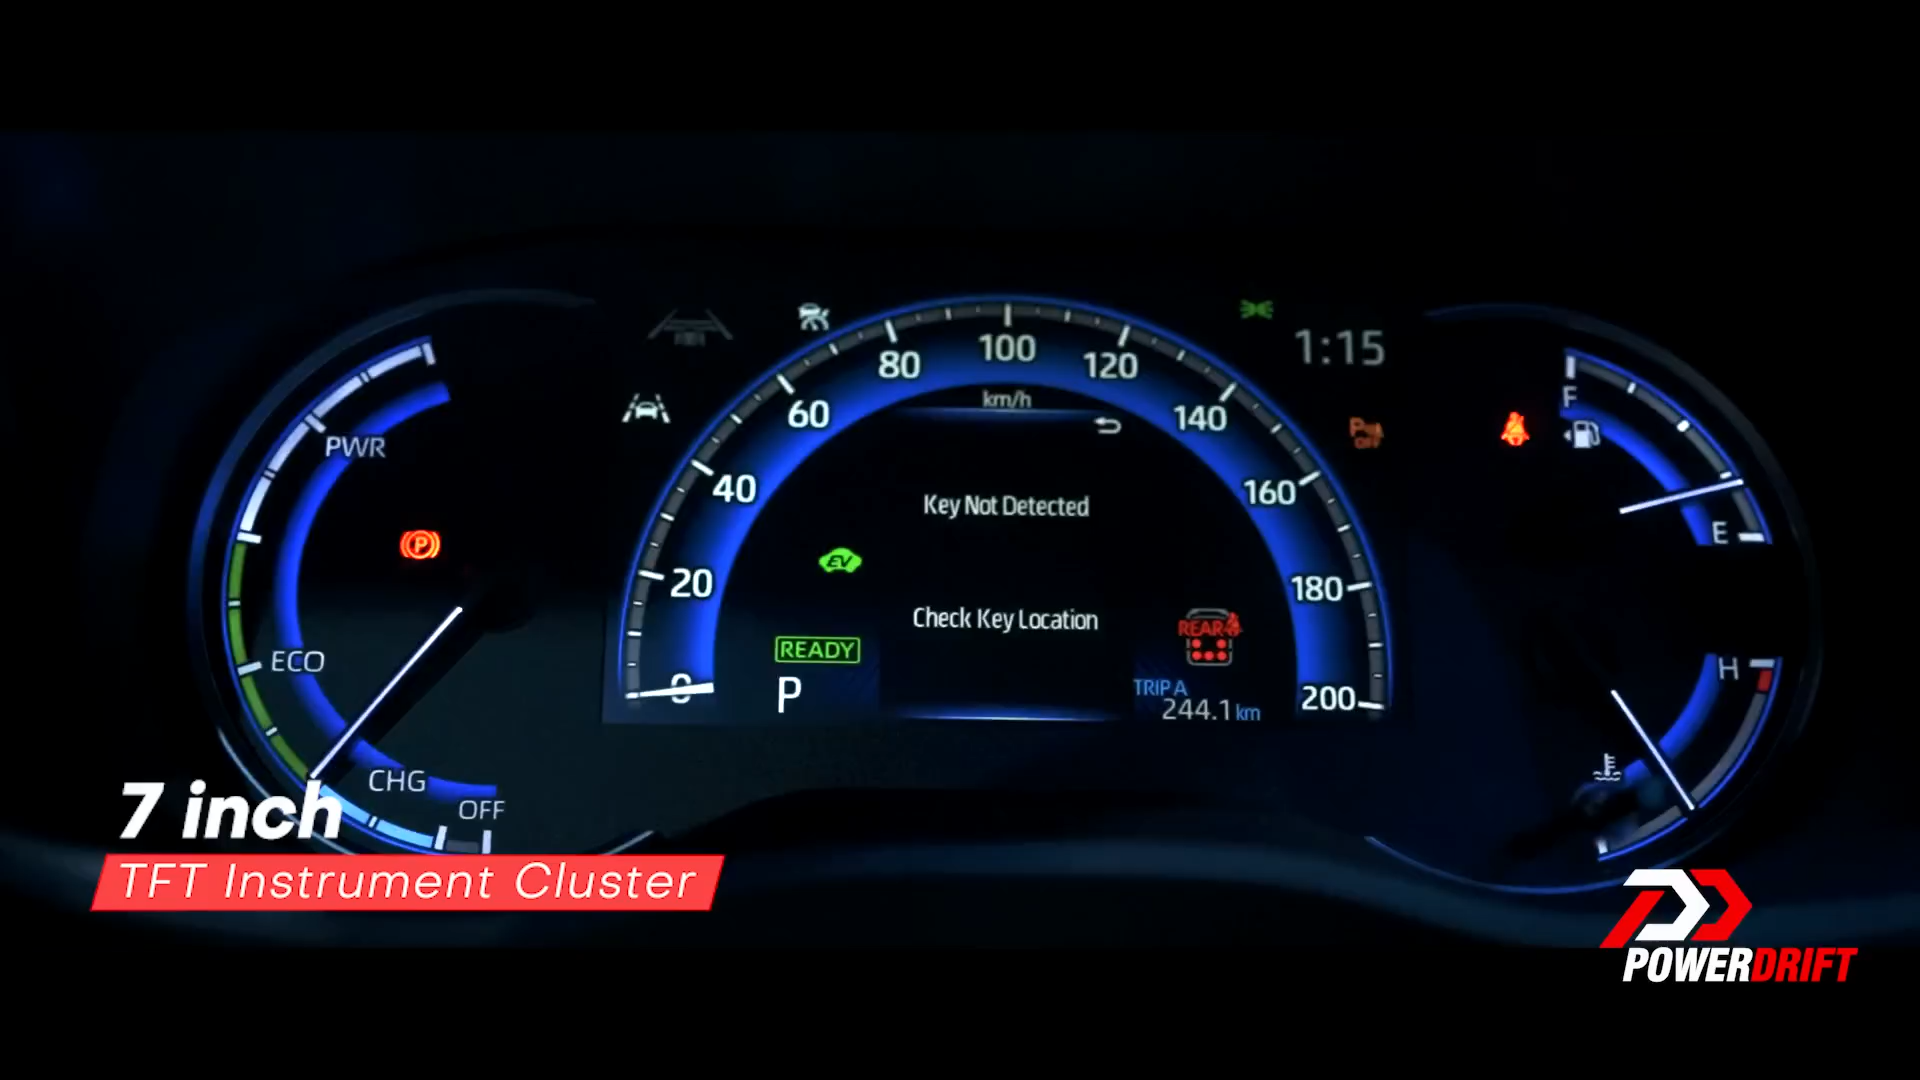 80
100
120
1:15
km/h
60
140
F
PWR
P OFF
40
160
Key Not Detected
E
P
EV
20
180
Check Key Location
REAR
READY
ECO
H
0
P
TRIP A
244.1 km
200
CHG
OFF
7 inch
TFT Instrument Cluster
POWERDRIFT